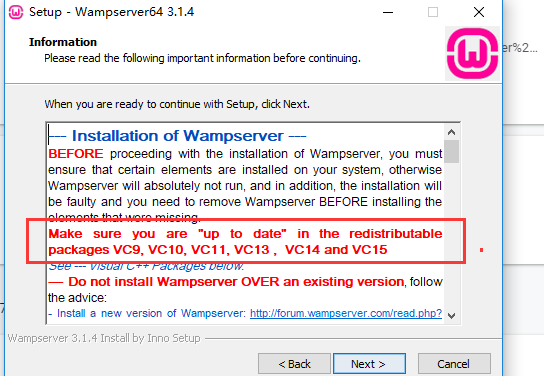 Setup - Wampserver64 3.1.4
Information
Please read the following important information before continuing.
er%2...
When you are ready to continue with Setup, click Next.
--- Installation of Wampserver ---
BEFORE proceeding with the installation of Wampserver, you must
ensure that certain elements are installed on your system, otherwise
Wampserver will absolutely not run, and in addition, the installation will
be faulty and you need to remove Wampserver BEFORE installing the
elements that were missing.
Make sure you are "up to date" in the redistributable
packages VC9, VC10, VC11, VC13 , VC14 and VC15
See --- Visual C++ Packages below.
--- Do not install Wampserver OVER an existing version, follow
the advice:
- Install a new version of Wampserver: http://forum.wampserver.com/read.php?
Wampserver 3.1.4 Install by Inno Setup
< Back
Next >
Cancel